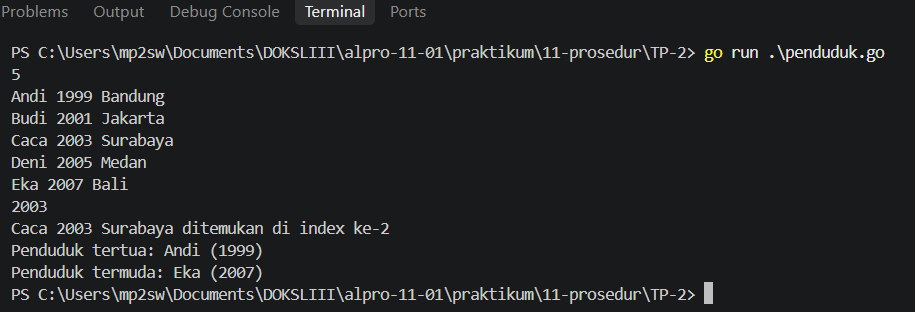 Problems Output Debug Console Terminal Ports
PS C:\Users\mp2sw\Documents\DOKSLIII\alpro-11-01\praktikum\11-prosedur\TP-2> go run .\penduduk.go
5
Andi 1999 Bandung
Budi 2001 Jakarta
Caca 2003 Surabaya
Deni 2005 Medan
Eka 2007 Bali
2003
Caca 2003 Surabaya ditemukan di index ke-2
Penduduk tertua: Andi (1999)
Penduduk termuda: Eka (2007)
PS C:\Users\mp2sw\Documents\DOKSLIII\alpro-11-01\praktikum\11-prosedur\TP-2>